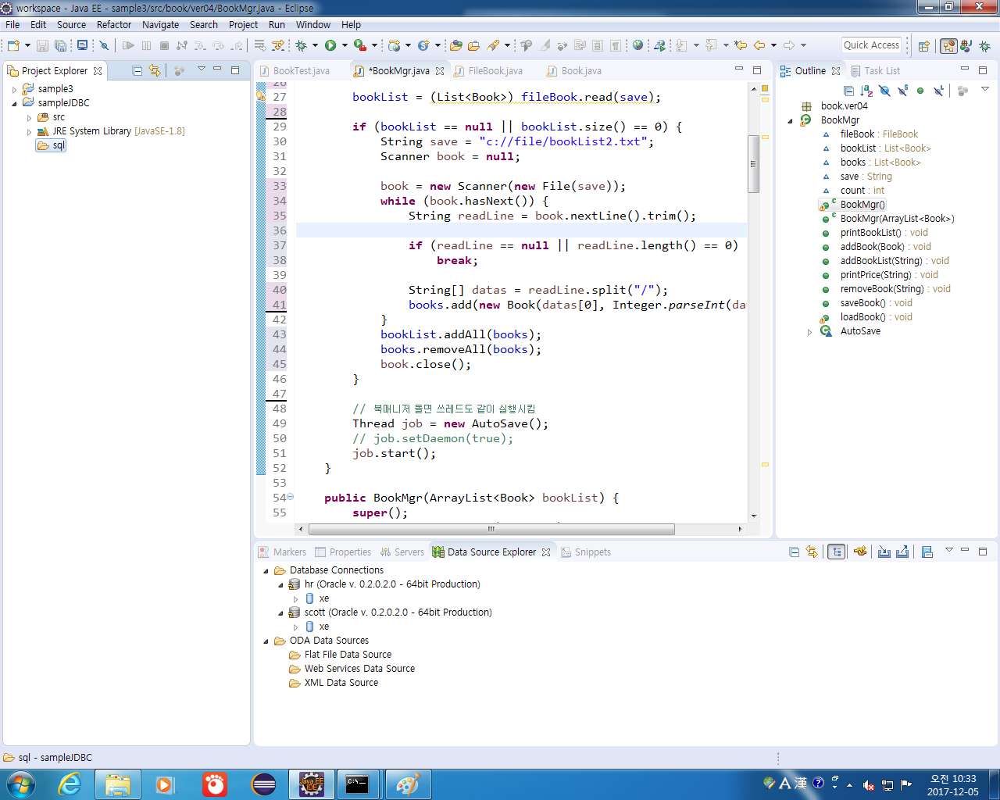 workspace - Java EE - sample3/src/book/ver04/BookMgr.java - Eclipse
File Edit Source Refactor Navigate Search Project Run Window Help
Quick Access
Project Explorer
sample3
sampleJDBC
src
JRE System Library [JavaSE-1.8]
sql
BookTest.java *BookMgr.java FileBook.java Book.java
26
27 bookList = (List<Book>) fileBook.read(save);
28
29 if (bookList == null || bookList.size() == 0) {
30 String save = "c://file/bookList2.txt";
31 Scanner book = null;
32
33 book = new Scanner(new File(save));
34 while (book.hasNext()) {
35 String readLine = book.nextLine().trim();
36
37 if (readLine == null || readLine.length() == 0)
38 break;
39
40 String[] datas = readLine.split("/");
41 books.add(new Book(datas[0], Integer.parseInt(da
42 }
43 bookList.addAll(books);
44 books.removeAll(books);
45 book.close();
46 }
47
48 // 북매니저 돌면 쓰레드도 같이 실행시킴
49 Thread job = new AutoSave();
50 // job.setDaemon(true);
51 job.start();
52 }
53
54 public BookMgr(ArrayList<Book> bookList) {
55 super();
Outline Task List
book.ver04
BookMgr
fileBook : FileBook
bookList : List<Book>
books : List<Book>
save : String
count : int
BookMgr()
BookMgr(ArrayList<Book>)
printBookList() : void
addBook(Book) : void
addBookList(String) : void
printPrice(String) : void
removeBook(String) : void
saveBook() : void
loadBook() : void
AutoSave
Markers Properties Servers Data Source Explorer Snippets
Database Connections
hr (Oracle v. 0.2.0.2.0 - 64bit Production)
xe
scott (Oracle v. 0.2.0.2.0 - 64bit Production)
xe
ODA Data Sources
Flat File Data Source
Web Services Data Source
XML Data Source
sql - sampleJDBC
Java EE
IDE
C:\_
A 漢
오전 10:33
2017-12-05